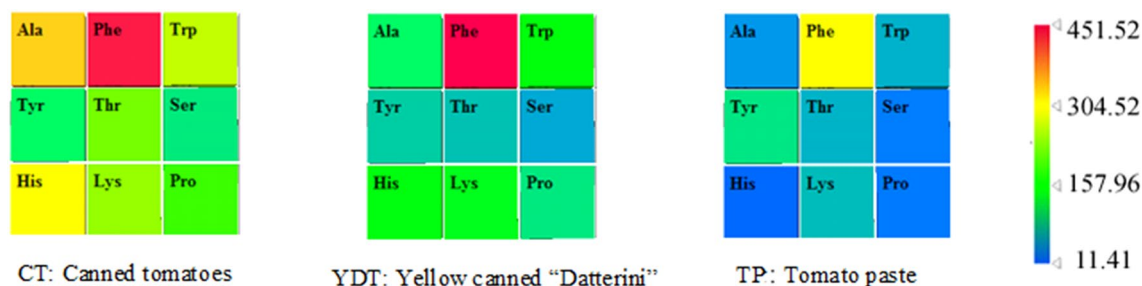 Ala Phe Trp
Tyr Thr Ser
His Lys Pro
CT: Canned tomatoes
Ala Phe Trp
Tyr Thr Ser
His Lys Pro
YDT: Yellow canned “Datterini”
Ala Phe Trp
Tyr Thr Ser
His Lys Pro
TP: Tomato paste
451.52
304.52
157.96
11.41